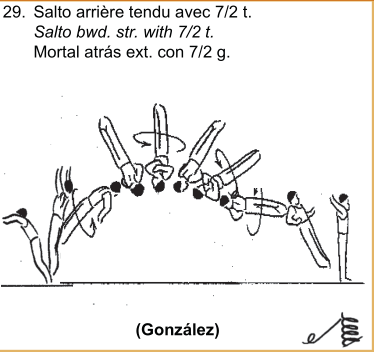 29. Salto arrière tendu avec 7/2 t.
Salto bwd. str. with 7/2 t.
Mortal atrás ext. con 7/2 g.
(González)